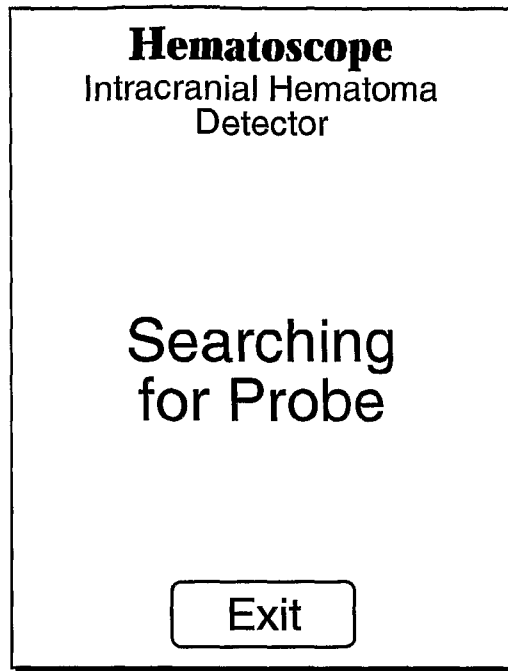 Hematoscope
Intracranial Hematoma
Detector
Searching
for Probe
Exit